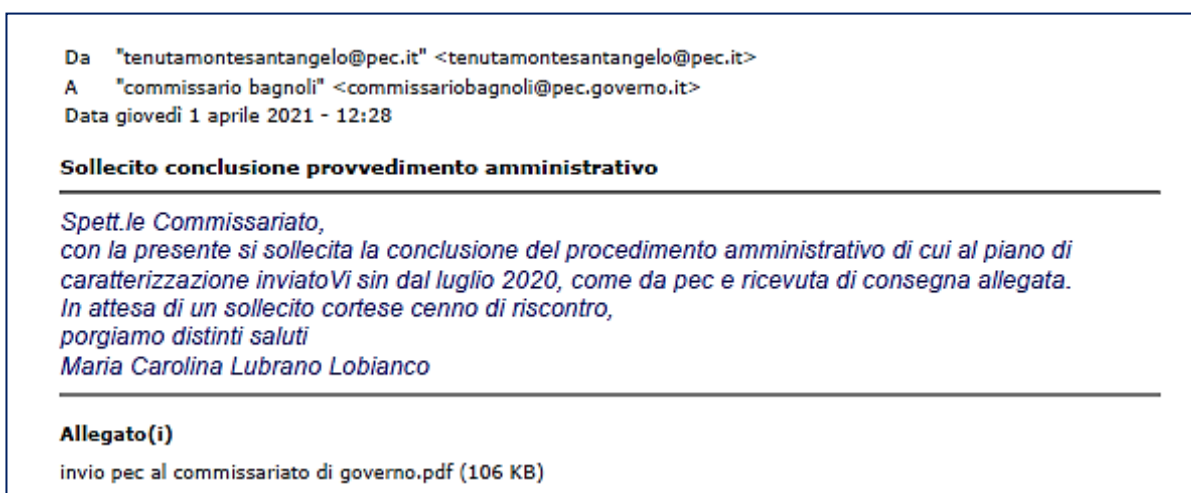 Da "tenutamontesantangelo@pec.it" <tenutamontesantangelo@pec.it>
A "commissario bagnoli" <commissariobagnoli@pec.governo.it>
Data giovedì 1 aprile 2021 - 12:28
Sollecito conclusione provvedimento amministrativo
Spett.le Commissariato,
con la presente si sollecita la conclusione del procedimento amministrativo di cui al piano di
caratterizzazione inviatoVi sin dal luglio 2020, come da pec e ricevuta di consegna allegata.
In attesa di un sollecito cortese cenno di riscontro,
porgiamo distinti saluti
Maria Carolina Lubrano Lobianco
Allegato(i)
invio pec al commissariato di governo.pdf (106 KB)